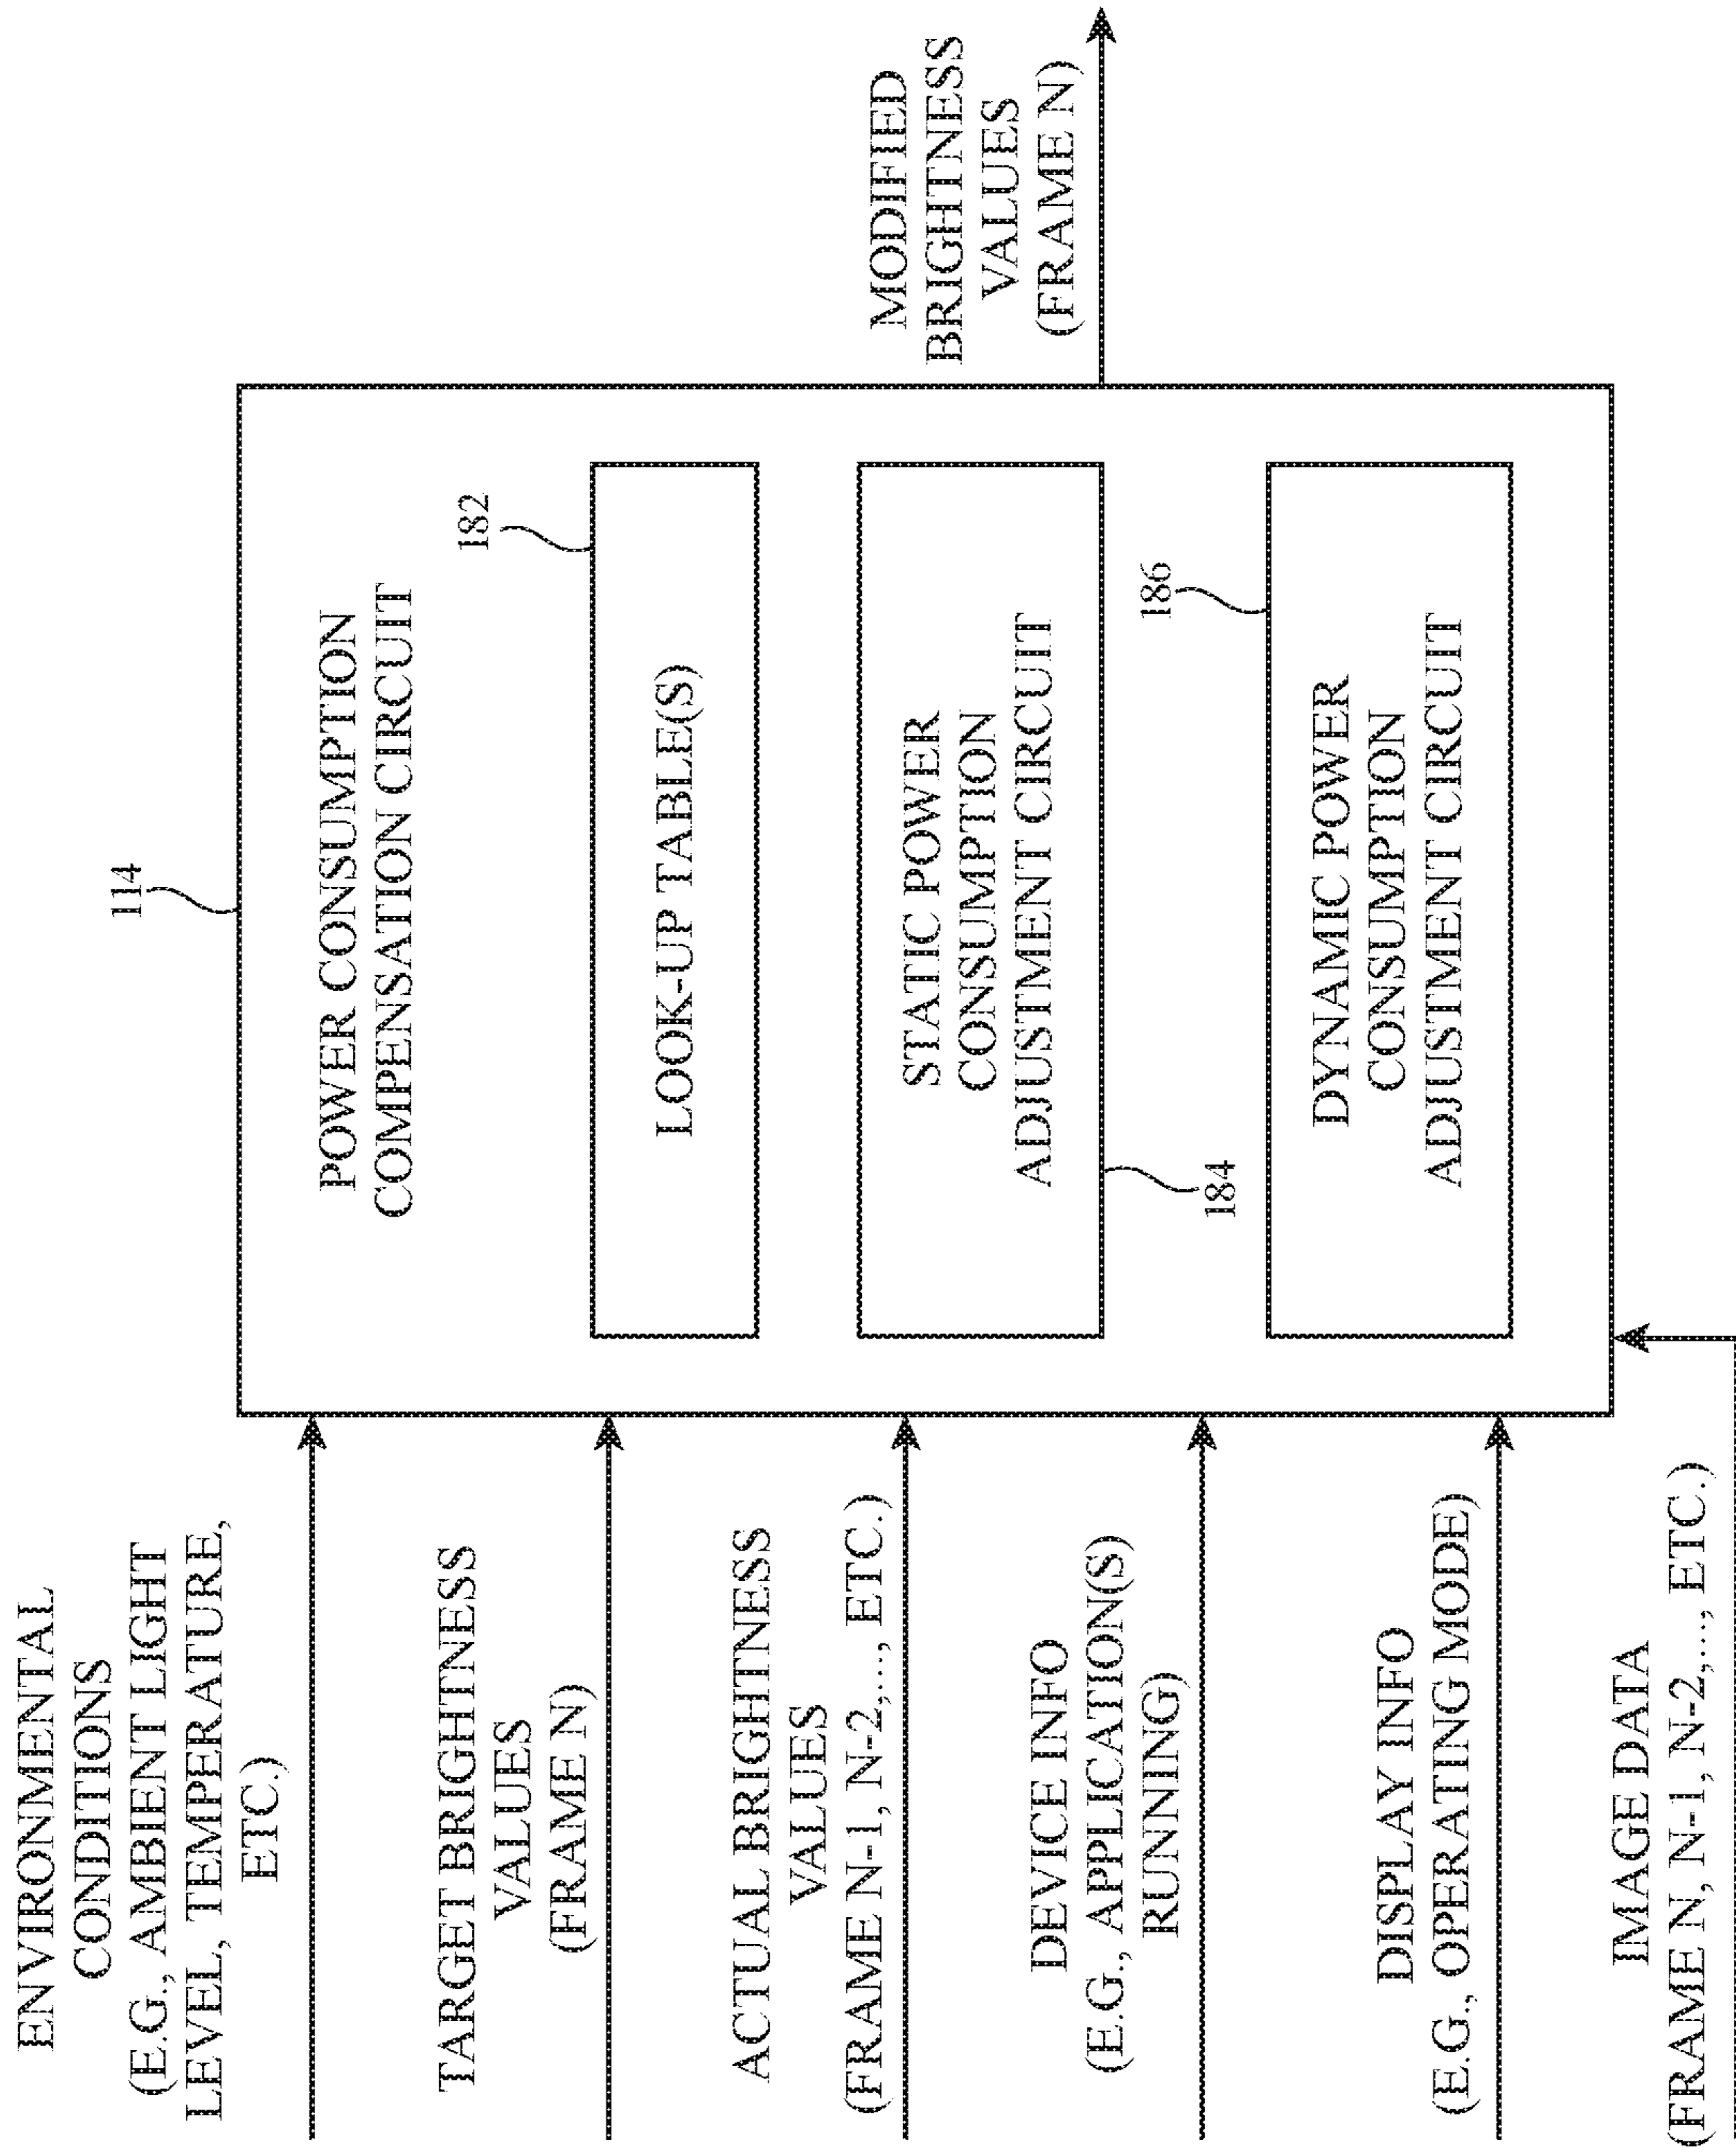 ENVIRONMENTAL
CONDITIONS
(E.G., AMBIENT LIGHT
LEVEL, TEMPERATURE,
ETC.)
TARGET BRIGHTNESS
VALUES
(FRAME N)
ACTUAL BRIGHTNESS
VALUES
(FRAME N-1, N-2,..., ETC.)
DEVICE INFO
(E.G., APPLICATION(S)
RUNNING)
DISPLAY INFO
(E.G., OPERATING MODE)
IMAGE DATA
(FRAME N, N-1, N-2,..., ETC.)
114
POWER CONSUMPTION
COMPENSATION CIRCUIT
182
LOOK-UP TABLE(S)
STATIC POWER
CONSUMPTION
ADJUSTMENT CIRCUIT
184
186
DYNAMIC POWER
CONSUMPTION
ADJUSTMENT CIRCUIT
MODIFIED
BRIGHTNESS
VALUES
(FRAME N)